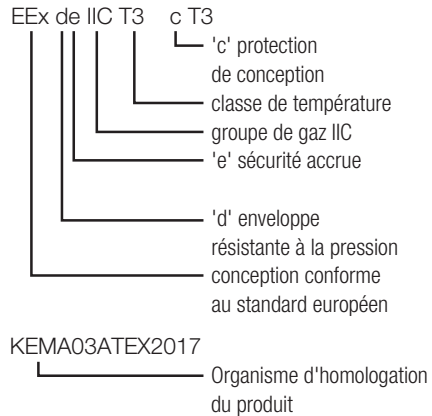 EEx de IIC T3 c T3
'c' protection
de conception
classe de température
groupe de gaz IIC
'e' sécurité accrue
'd' enveloppe
résistante à la pression
conception conforme
au standard européen
KEMA03ATEX2017
Organisme d'homologation
du produit